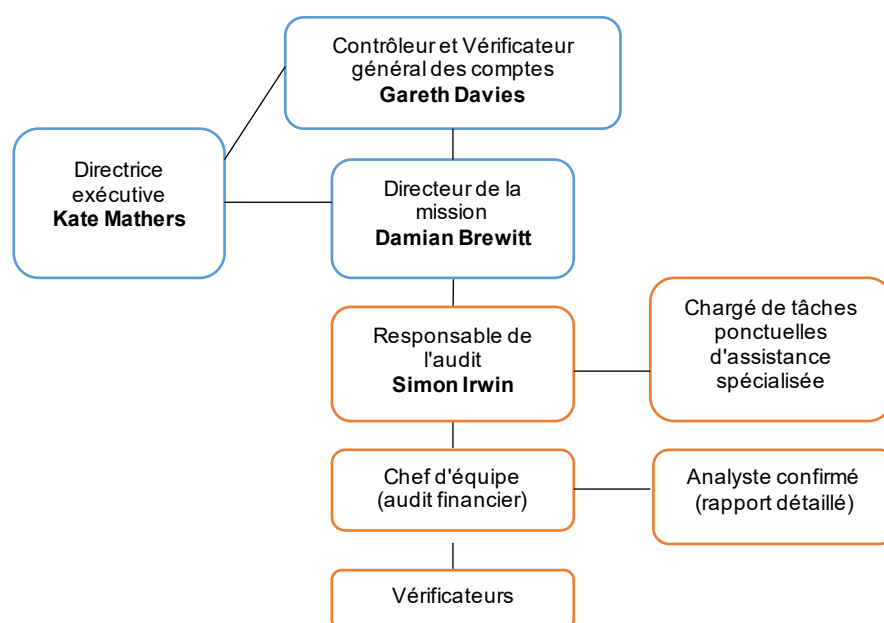 Contrôleur et Vérificateur
général des comptes
Gareth Davies
Directrice
exécutive
Kate Mathers
Directeur de la
mission
Damian Brewitt
Responsable de
l'audit
Simon Irwin
Chargé de tâches
ponctuelles
d'assistance
spécialisée
Chef d'équipe
(audit financier)
Analyste confirmé
(rapport détaillé)
Vérificateurs